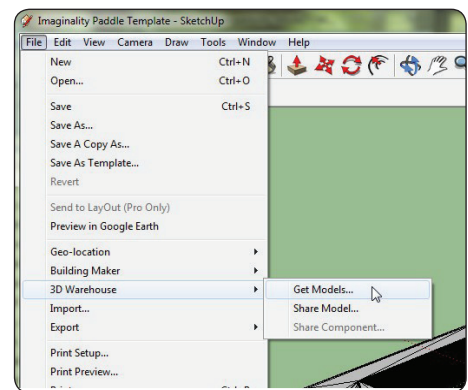 Imaginality Paddle Template - SketchUp
File Edit View Camera Draw Tools Window Help
New Ctrl+N
Open... Ctrl+O
Save Ctrl+S
Save As...
Save A Copy As...
Save As Template...
Revert
Send to LayOut (Pro Only)
Preview in Google Earth
Geo-location
Building Maker
3D Warehouse
Get Models...
Import...
Share Model...
Export
Share Component...
Print Setup...
Print Preview...